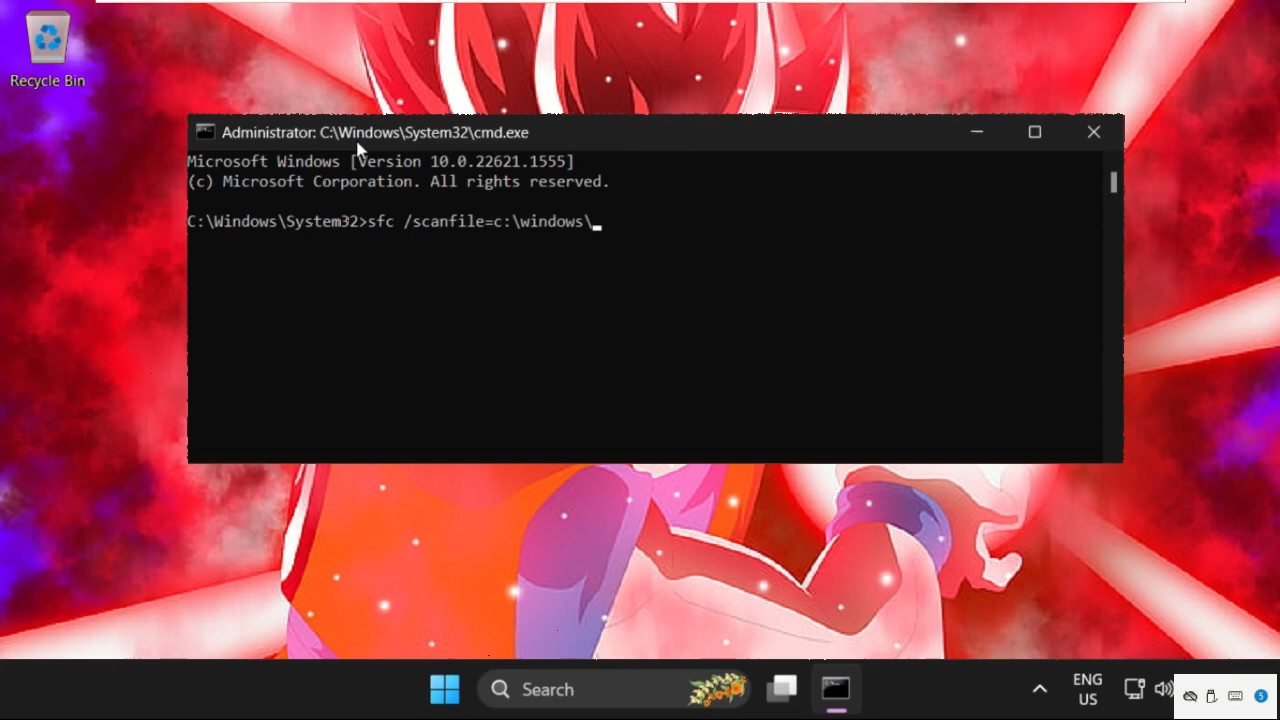 Recycle Bin
Administrator: C:\Windows\System32\cmd.exe
Microsoft Windows [Version 10.0.22621.1555]
(c) Microsoft Corporation. All rights reserved.
C:\Windows\System32>sfc /scanfile=c:\windows\
Search
ENG
US
5